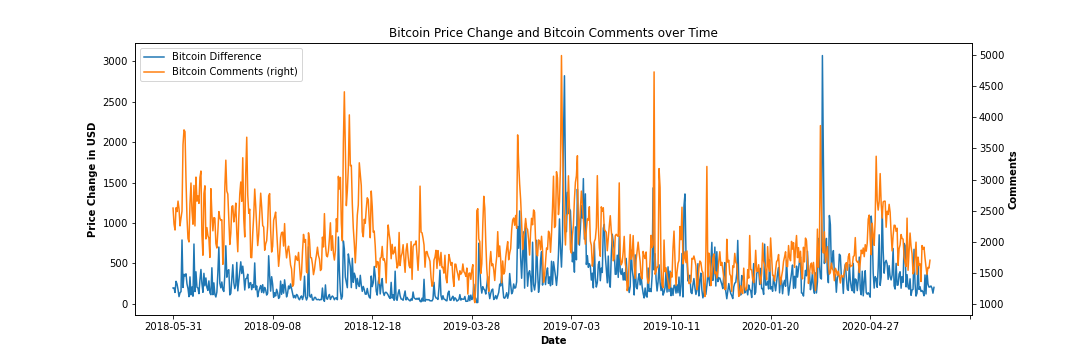 Bitcoin Price Change and Bitcoin Comments over Time
Bitcoin Difference
Bitcoin Comments (right)
Price Change in USD
3000
2500
2000
1500
1000
500
0
5000
4500
4000
3500
3000
2500
2000
1500
1000
Comments
2018-05-31 2018-09-08 2018-12-18 2019-03-28 2019-07-03 2019-10-11 2020-01-20 2020-04-27
Date